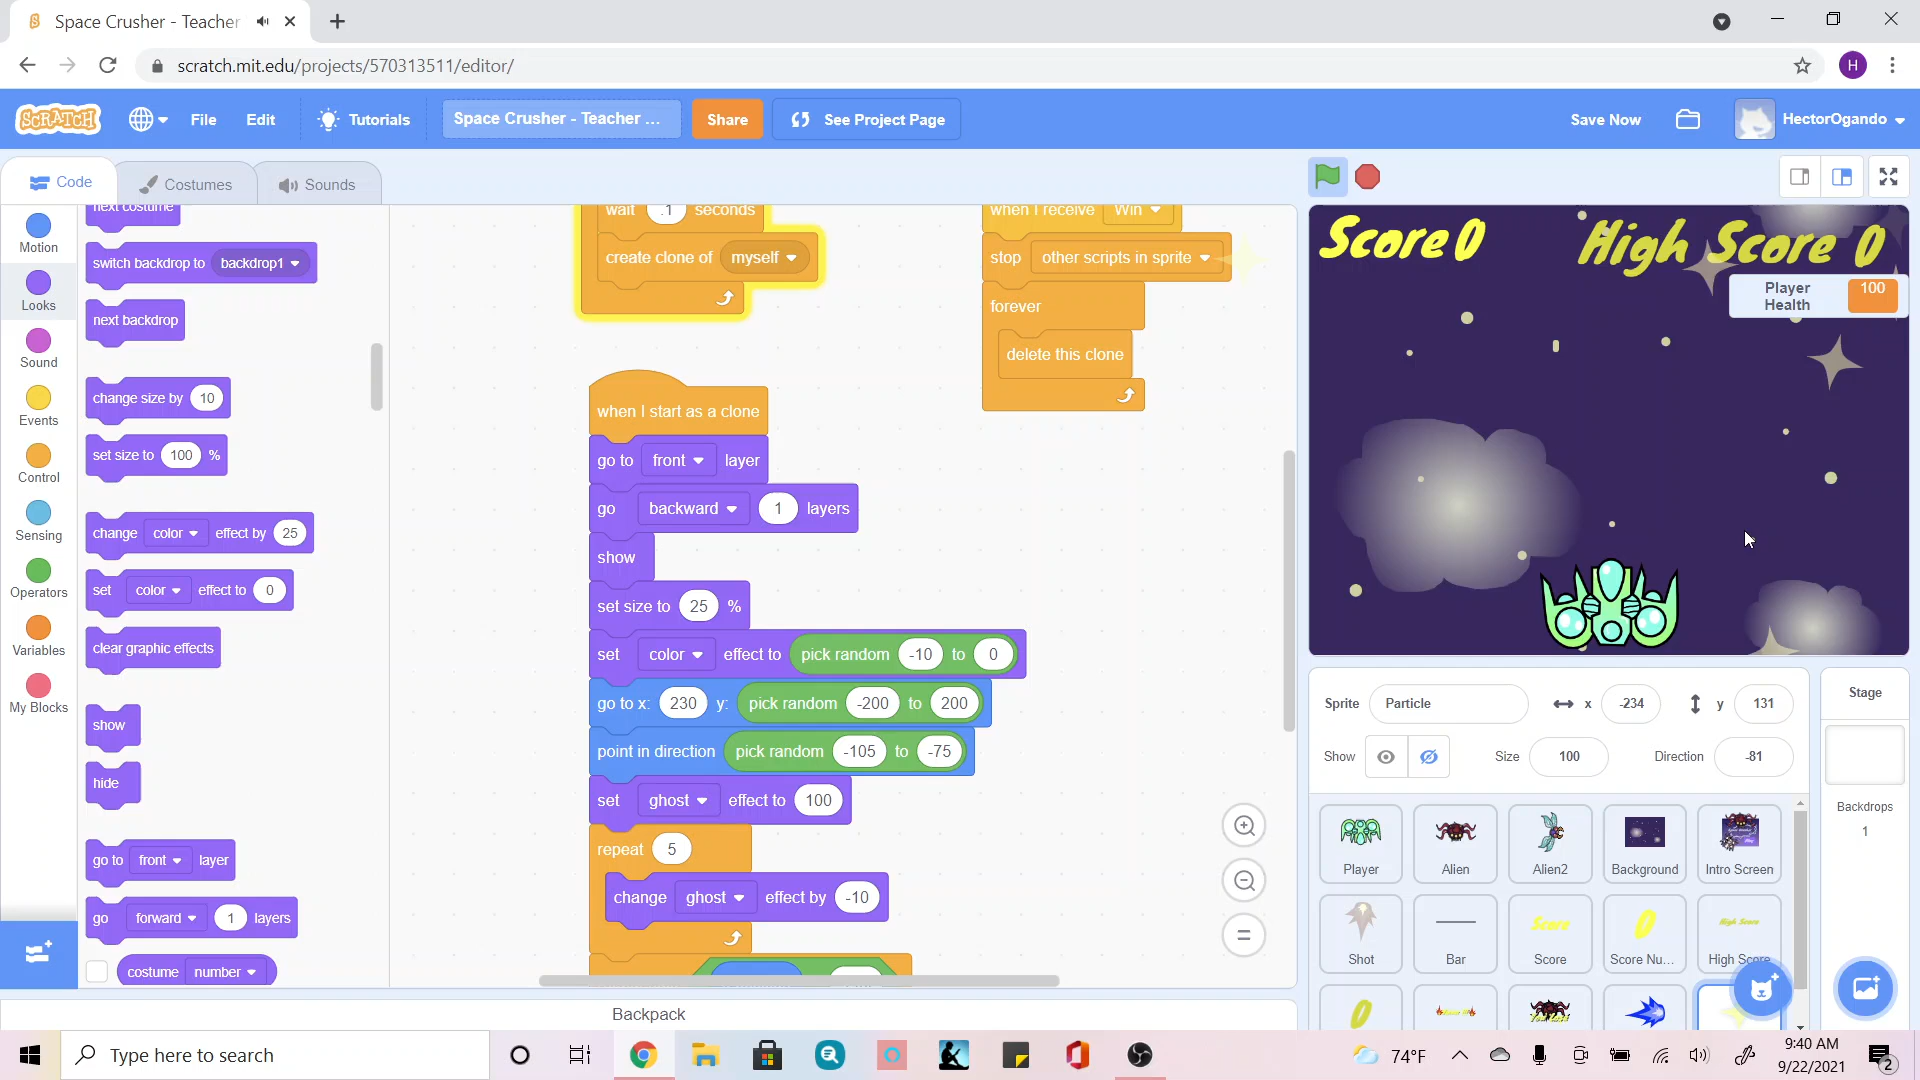 Space Crusher - Teacher
scratch.mit.edu/projects/570313511/editor/
H
SCRATCH
File
Edit
Tutorials
Space Crusher - Teacher ...
Share
See Project Page
Save Now
HectorOgando
Code
Costumes
Sounds
Motion
Looks
Sound
Events
Control
Sensing
Operators
Variables
My Blocks
next costume
switch backdrop to backdrop1
next backdrop
change size by 10
set size to 100 %
change color effect by 25
set color effect to 0
clear graphic effects
show
hide
go to front layer
go forward 1 layers
costume number
wait .1 seconds
create clone of myself
when I start as a clone
go to front layer
go backward 1 layers
show
set size to 25 %
set color effect to pick random -10 to 0
go to x: 230 y: pick random -200 to 200
point in direction pick random -105 to -75
set ghost effect to 100
repeat 5
change ghost effect by -10
when I receive Win
stop other scripts in sprite
forever
delete this clone
Backpack
Score 0
High Score 0
Player Health 100
Sprite Particle x -234 y 131
Show Size 100 Direction -81
Player
Alien
Alien2
Background
Intro Screen
Shot
Bar
Score
Score
Score Nu...
0
High Score
High Score
0
Stage
Backdrops
1
Type here to search
74°F
9:40 AM
9/22/2021
2